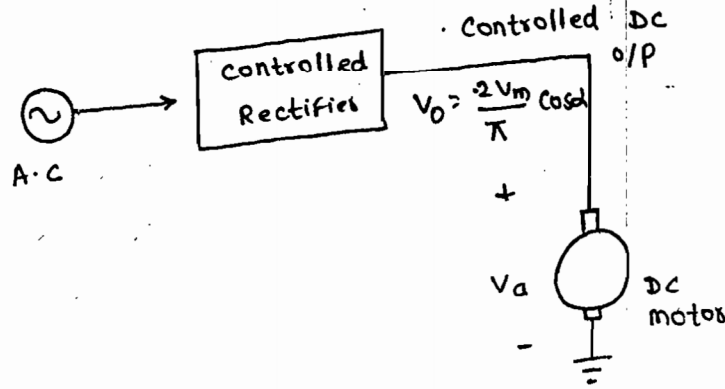 Controlled DC
O/P
Controlled
Rectifier
V₀ = 2Vm/π cosα
A.C
+
Va
DC
motor
-